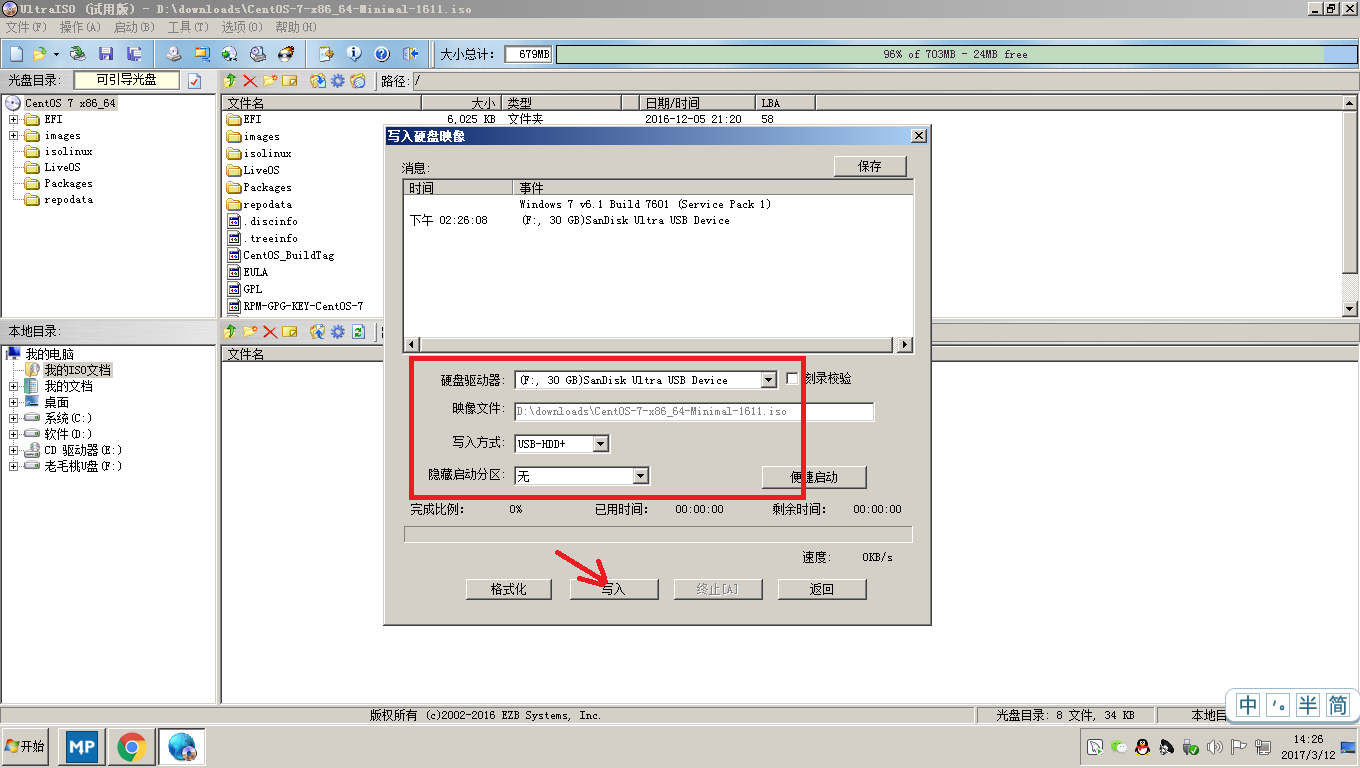 UltraISO (试用版) - D:\downloads\CentOS-7-x86_64-Minimal-1611.iso
文件(F) 操作(A) 启动(B) 工具(T) 选项(O) 帮助(H)
大小总计: 679MB 96% of 703MB - 24MB free
光盘目录: 可引导光盘 路径: /
CentOS 7 x86_64
EFI
images
isolinux
LiveOS
Packages
repodata
文件名 大小 类型 日期/时间 LBA
EFI 6,025 KB 文件夹 2016-12-05 21:20 58
images
isolinux
LiveOS
Packages
repodata
.discinfo
.treeinfo
CentOS_BuildTag
EULA
GPL
RPM-GPG-KEY-CentOS-7
写入硬盘映像
消息: 保存
时间 事件
Windows 7 v6.1 Build 7601 (Service Pack 1)
下午 02:26:08 (F:, 30 GB)SanDisk Ultra USB Device
硬盘驱动器: (F:, 30 GB)SanDisk Ultra USB Device 刻录校验
映像文件: D:\downloads\CentOS-7-x86_64-Minimal-1611.iso
写入方式: USB-HDD+
隐藏启动分区: 无 便捷启动
完成比例: 0% 已用时间: 00:00:00 剩余时间: 00:00:00
速度: 0KB/s
格式化 写入 终止[A] 返回
本地目录:
文件名
我的电脑
我的ISO文档
我的文档
桌面
系统(C:)
软件(D:)
CD 驱动器(E:)
老毛桃U盘(F:)
版权所有 (c)2002-2016 EZB Systems, Inc. 光盘目录: 8 文件, 34 KB 本地目
中 半 简
开始 MP
14:26
2017/3/12